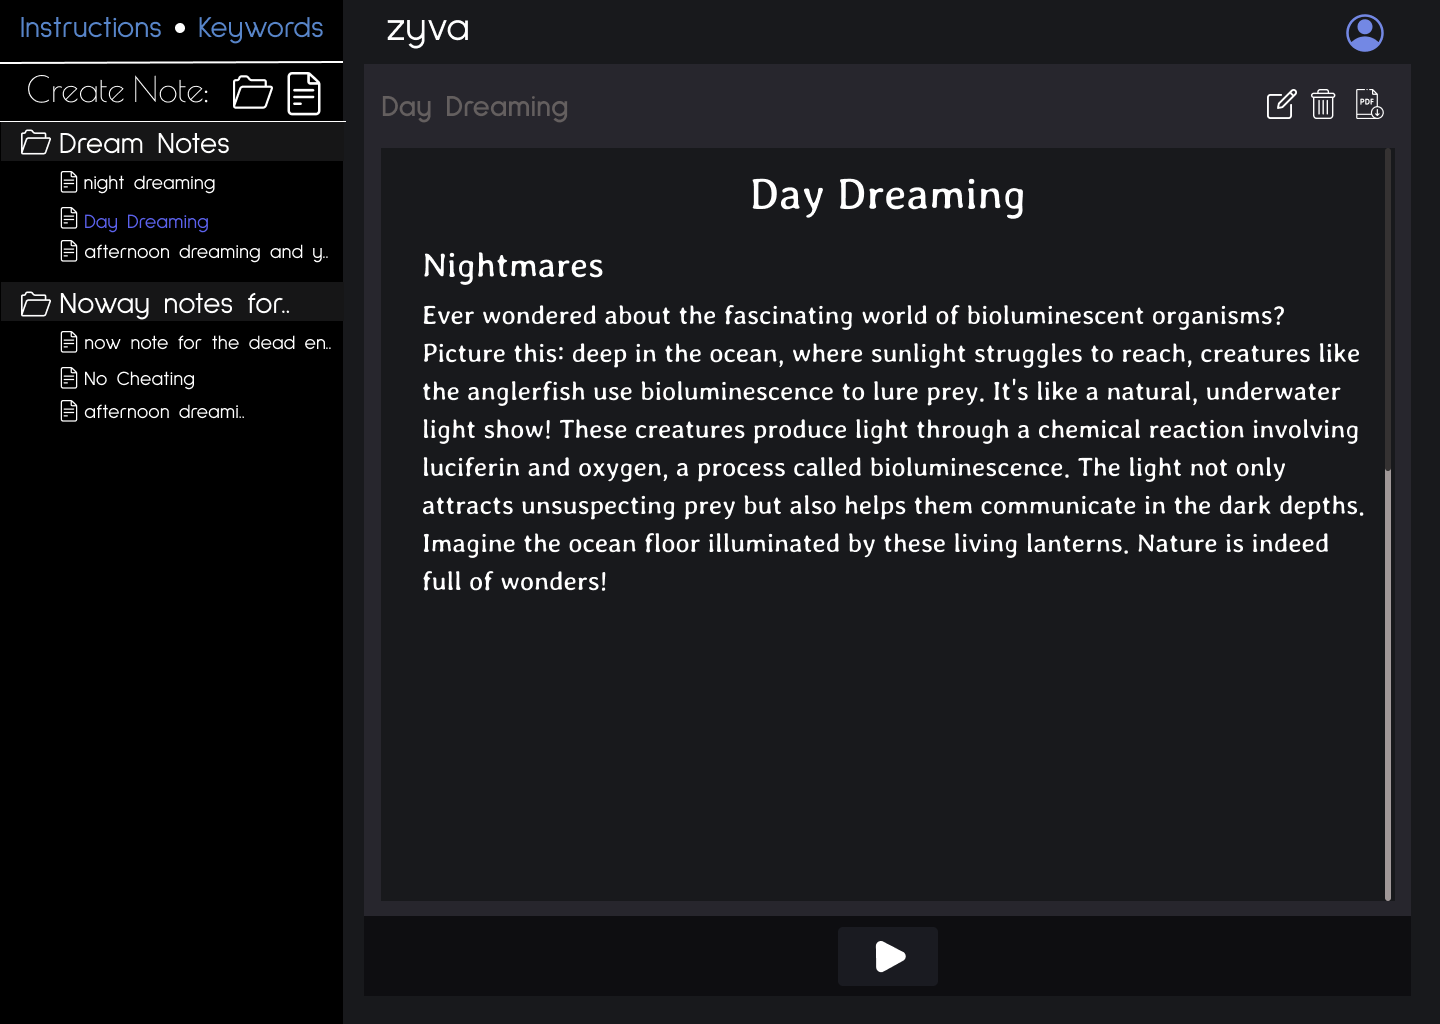 Instructions • Keywords
Create Note:
Dream Notes
night dreaming
Day Dreaming
afternoon dreaming and y..
Noway notes for..
now note for the dead en..
No Cheating
afternoon dreami..
zyva
Day Dreaming
PDF
Day Dreaming
Nightmares
Ever wondered about the fascinating world of bioluminescent organisms?
Picture this: deep in the ocean, where sunlight struggles to reach, creatures like
the anglerfish use bioluminescence to lure prey. It's like a natural, underwater
light show! These creatures produce light through a chemical reaction involving
luciferin and oxygen, a process called bioluminescence. The light not only
attracts unsuspecting prey but also helps them communicate in the dark depths.
Imagine the ocean floor illuminated by these living lanterns. Nature is indeed
full of wonders!